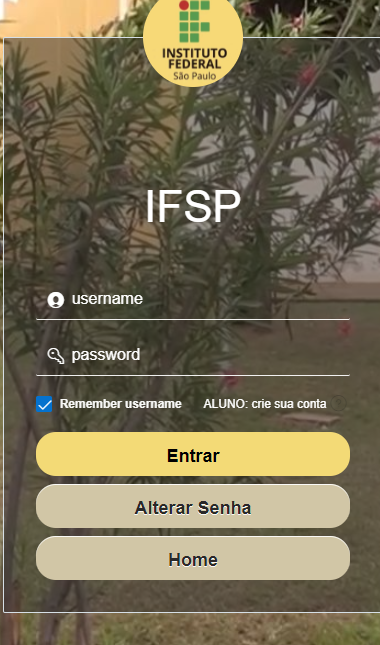 INSTITUTO
FEDERAL
São Paulo
IFSP
username
password
Remember username ALUNO: crie sua conta
Entrar
Alterar Senha
Home